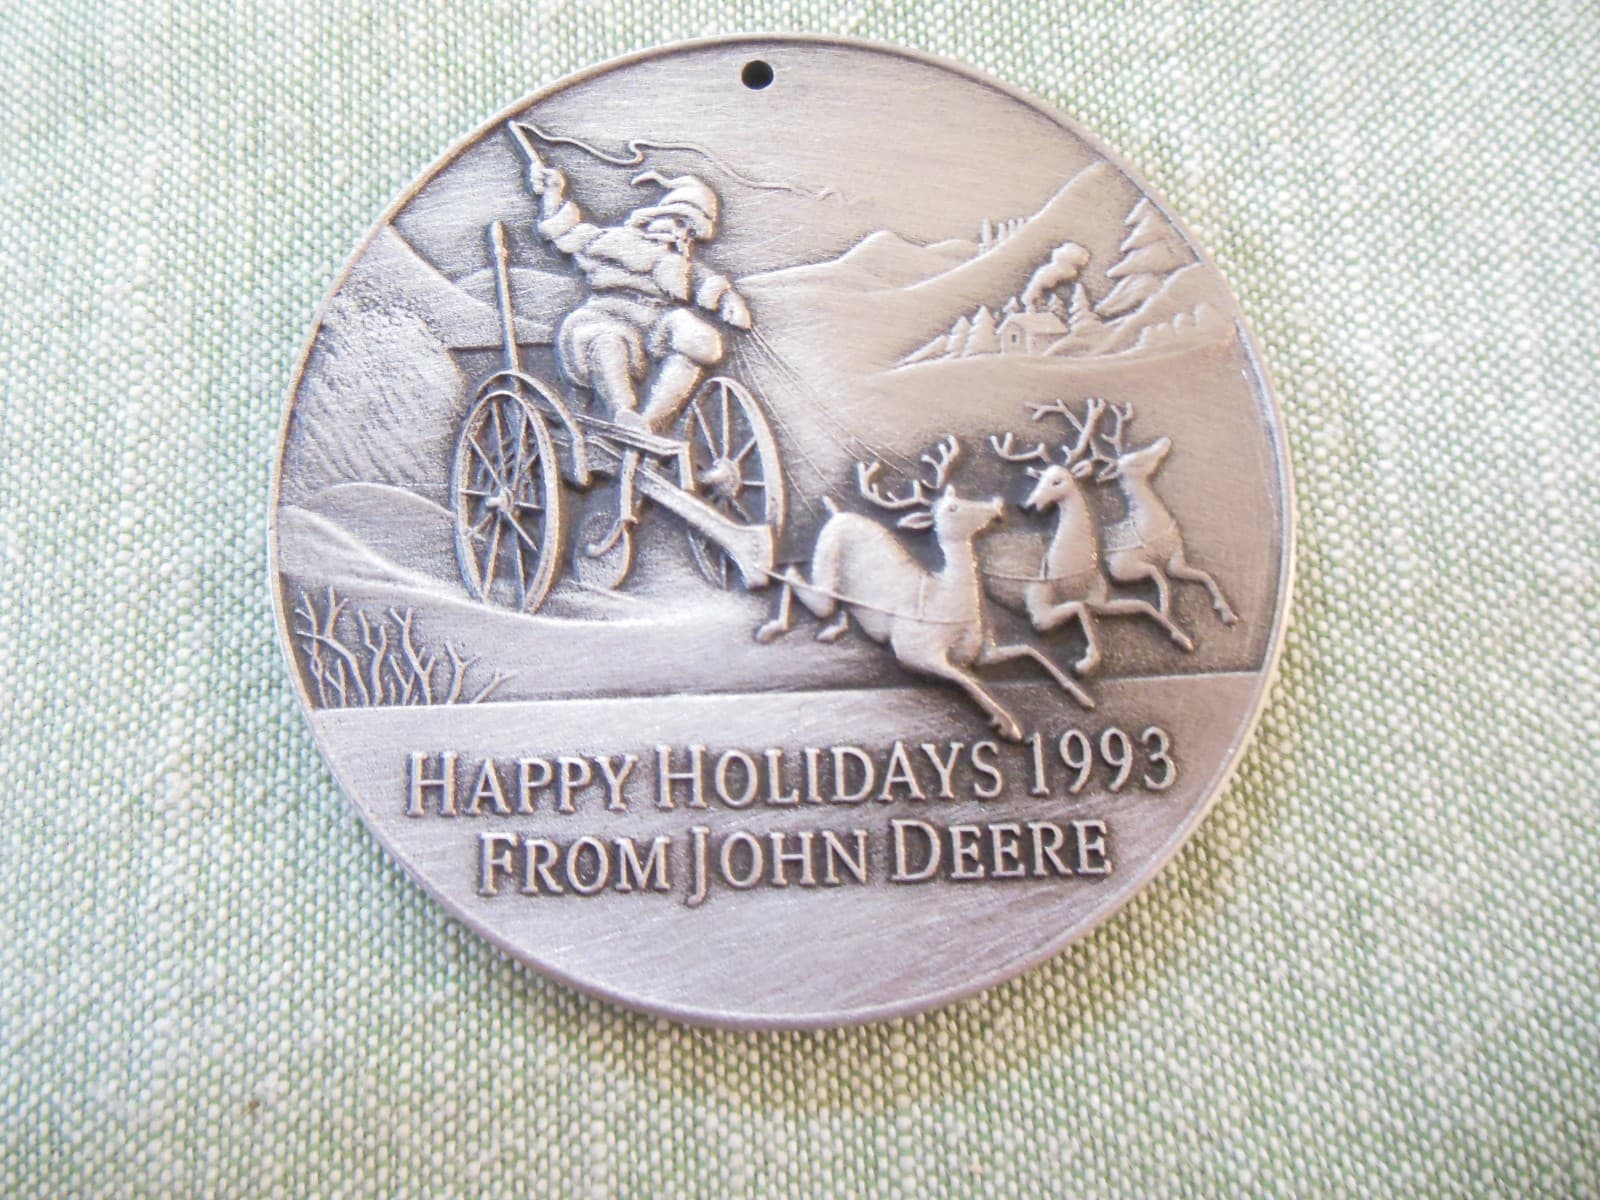 HAPPY HOLIDAYS 1993
FROM JOHN DEERE